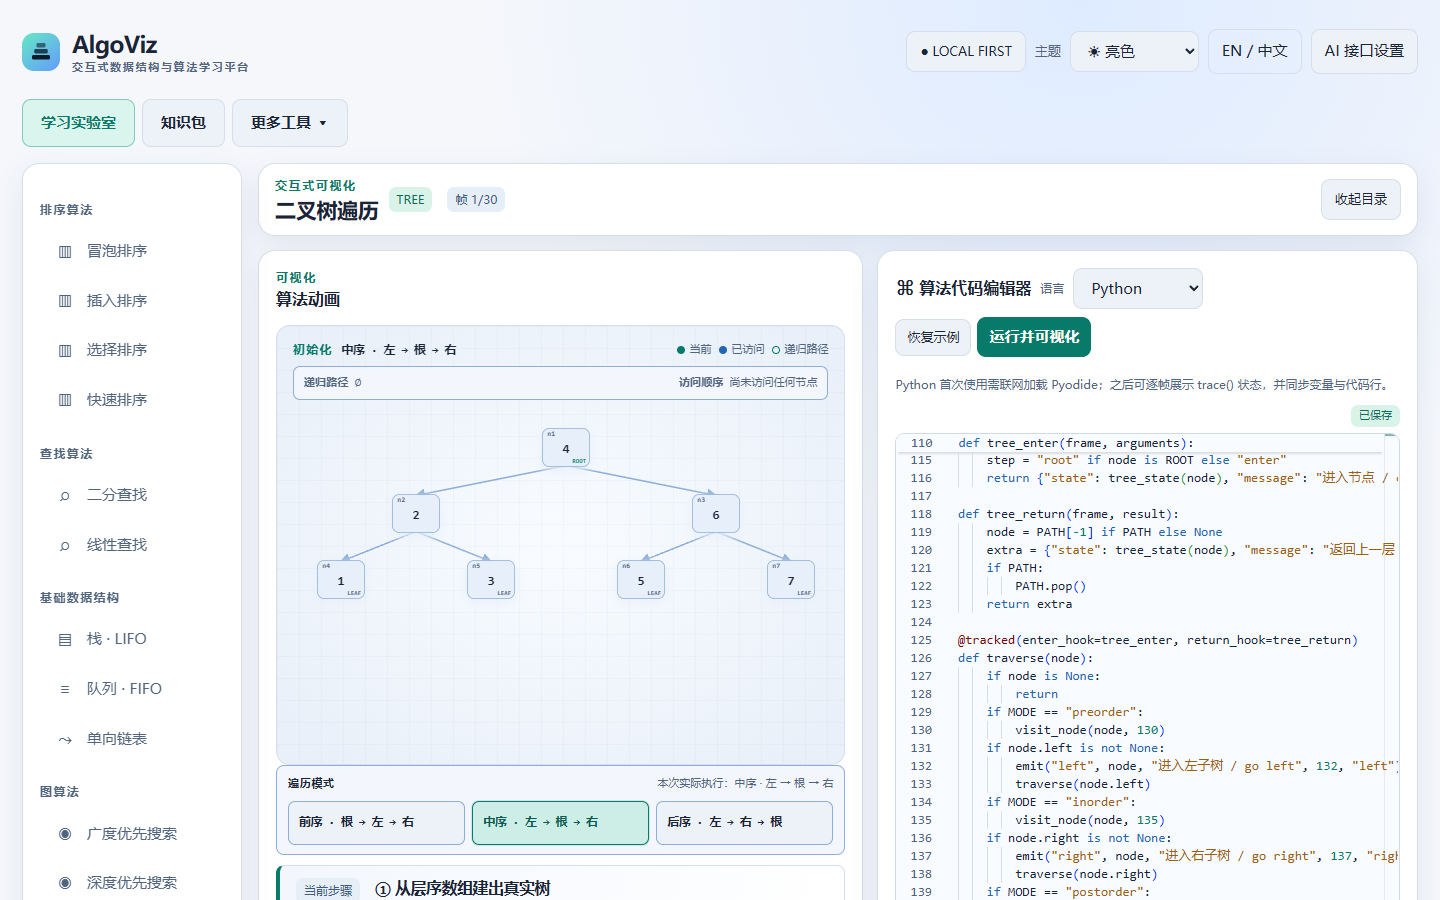 AlgoViz
交互式数据结构与算法学习平台
● LOCAL FIRST
主题
☀ 亮色
EN / 中文
AI 接口设置
学习实验室
知识包
更多工具 ▾
排序算法
冒泡排序
插入排序
选择排序
快速排序
查找算法
二分查找
线性查找
基础数据结构
栈 · LIFO
队列 · FIFO
单向链表
图算法
广度优先搜索
深度优先搜索
交互式可视化
二叉树遍历
TREE
帧 1/30
收起目录
可视化
算法动画
初始化 中序 · 左 → 根 → 右
当前 已访问 递归路径
递归路径 ∅
访问顺序 尚未访问任何节点
n1
4
ROOT
n2
2
n3
6
n4
1
LEAF
n5
3
LEAF
n6
5
LEAF
n7
7
LEAF
遍历模式
本次实际执行：中序 · 左 → 根 → 右
前序 · 根 → 左 → 右
中序 · 左 → 根 → 右
后序 · 左 → 右 → 根
当前步骤
① 从层序数组建出真实树
⌘ 算法代码编辑器
语言
Python
恢复示例
运行并可视化
Python 首次使用需联网加载 Pyodide；之后可逐帧展示 trace() 状态，并同步变量与代码行。
已保存
110 def tree_enter(frame, arguments):
115 step = "root" if node is ROOT else "enter"
116 return {"state": tree_state(node), "message": "进入节点 /
117
118 def tree_return(frame, result):
119 node = PATH[-1] if PATH else None
120 extra = {"state": tree_state(node), "message": "返回上一层
121 if PATH:
122 PATH.pop()
123 return extra
124
125 @tracked(enter_hook=tree_enter, return_hook=tree_return)
126 def traverse(node):
127 if node is None:
128 return
129 if MODE == "preorder":
130 visit_node(node, 130)
131 if node.left is not None:
132 emit("left", node, "进入左子树 / go left", 132, "left"
133 traverse(node.left)
134 if MODE == "inorder":
135 visit_node(node, 135)
136 if node.right is not None:
137 emit("right", node, "进入右子树 / go right", 137, "righ
138 traverse(node.right)
139 if MODE == "postorder":